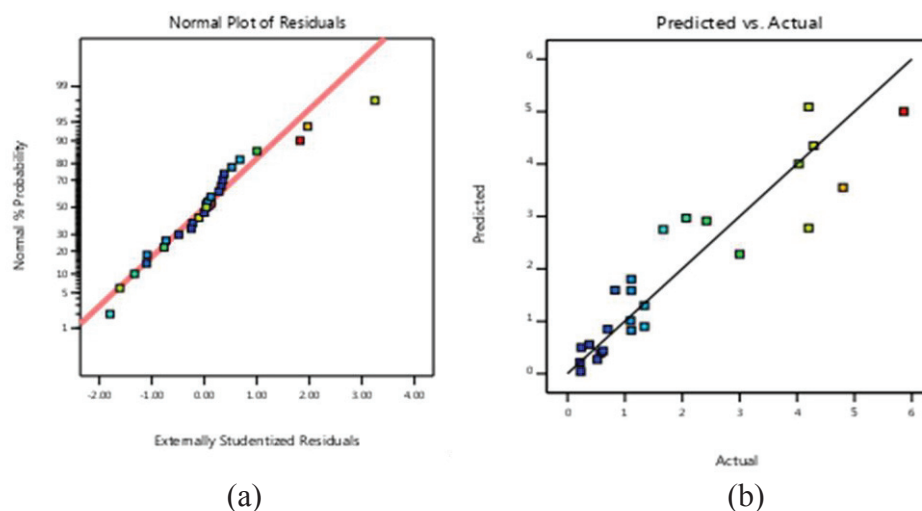 Normal Plot of Residuals
Normal % Probability
99
95
90
80
70
50
30
20
10
5
1
-2.00 -1.00 0.00 1.00 2.00 3.00 4.00
Externally Studentized Residuals
(a)
Predicted vs. Actual
Predicted
6
5
4
3
2
1
0
0 1 2 3 4 5 6
Actual
(b)